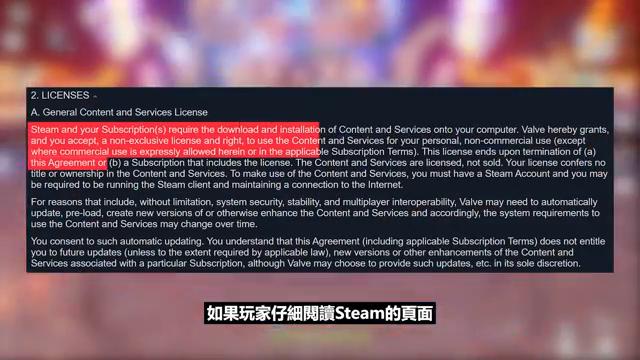 2. LICENSES
A. General Content and Services License
Steam and your Subscription(s) require the download and installation of Content and Services onto your computer. Valve hereby grants,
and you accept, a non-exclusive license and right, to use the Content and Services for your personal, non-commercial use (except
where commercial use is expressly allowed herein or in the applicable Subscription Terms). This license ends upon termination of (a)
this Agreement or (b) a Subscription that includes the license. The Content and Services are licensed, not sold. Your license confers no
title or ownership in the Content and Services. To make use of the Content and Services, you must have a Steam Account and you may
be required to be running the Steam client and maintaining a connection to the Internet.
For reasons that include, without limitation, system security, stability, and multiplayer interoperability, Valve may need to automatically
update, pre-load, create new versions of or otherwise enhance the Content and Services and accordingly, the system requirements to
use the Content and Services may change over time.
You consent to such automatic updating. You understand that this Agreement (including applicable Subscription Terms) does not entitle
you to future updates (unless to the extent required by applicable law), new versions or other enhancements of the Content and
Services associated with a particular Subscription, although Valve may choose to provide such updates, etc. in its sole discretion.
如果玩家仔細閱讀Steam的頁面